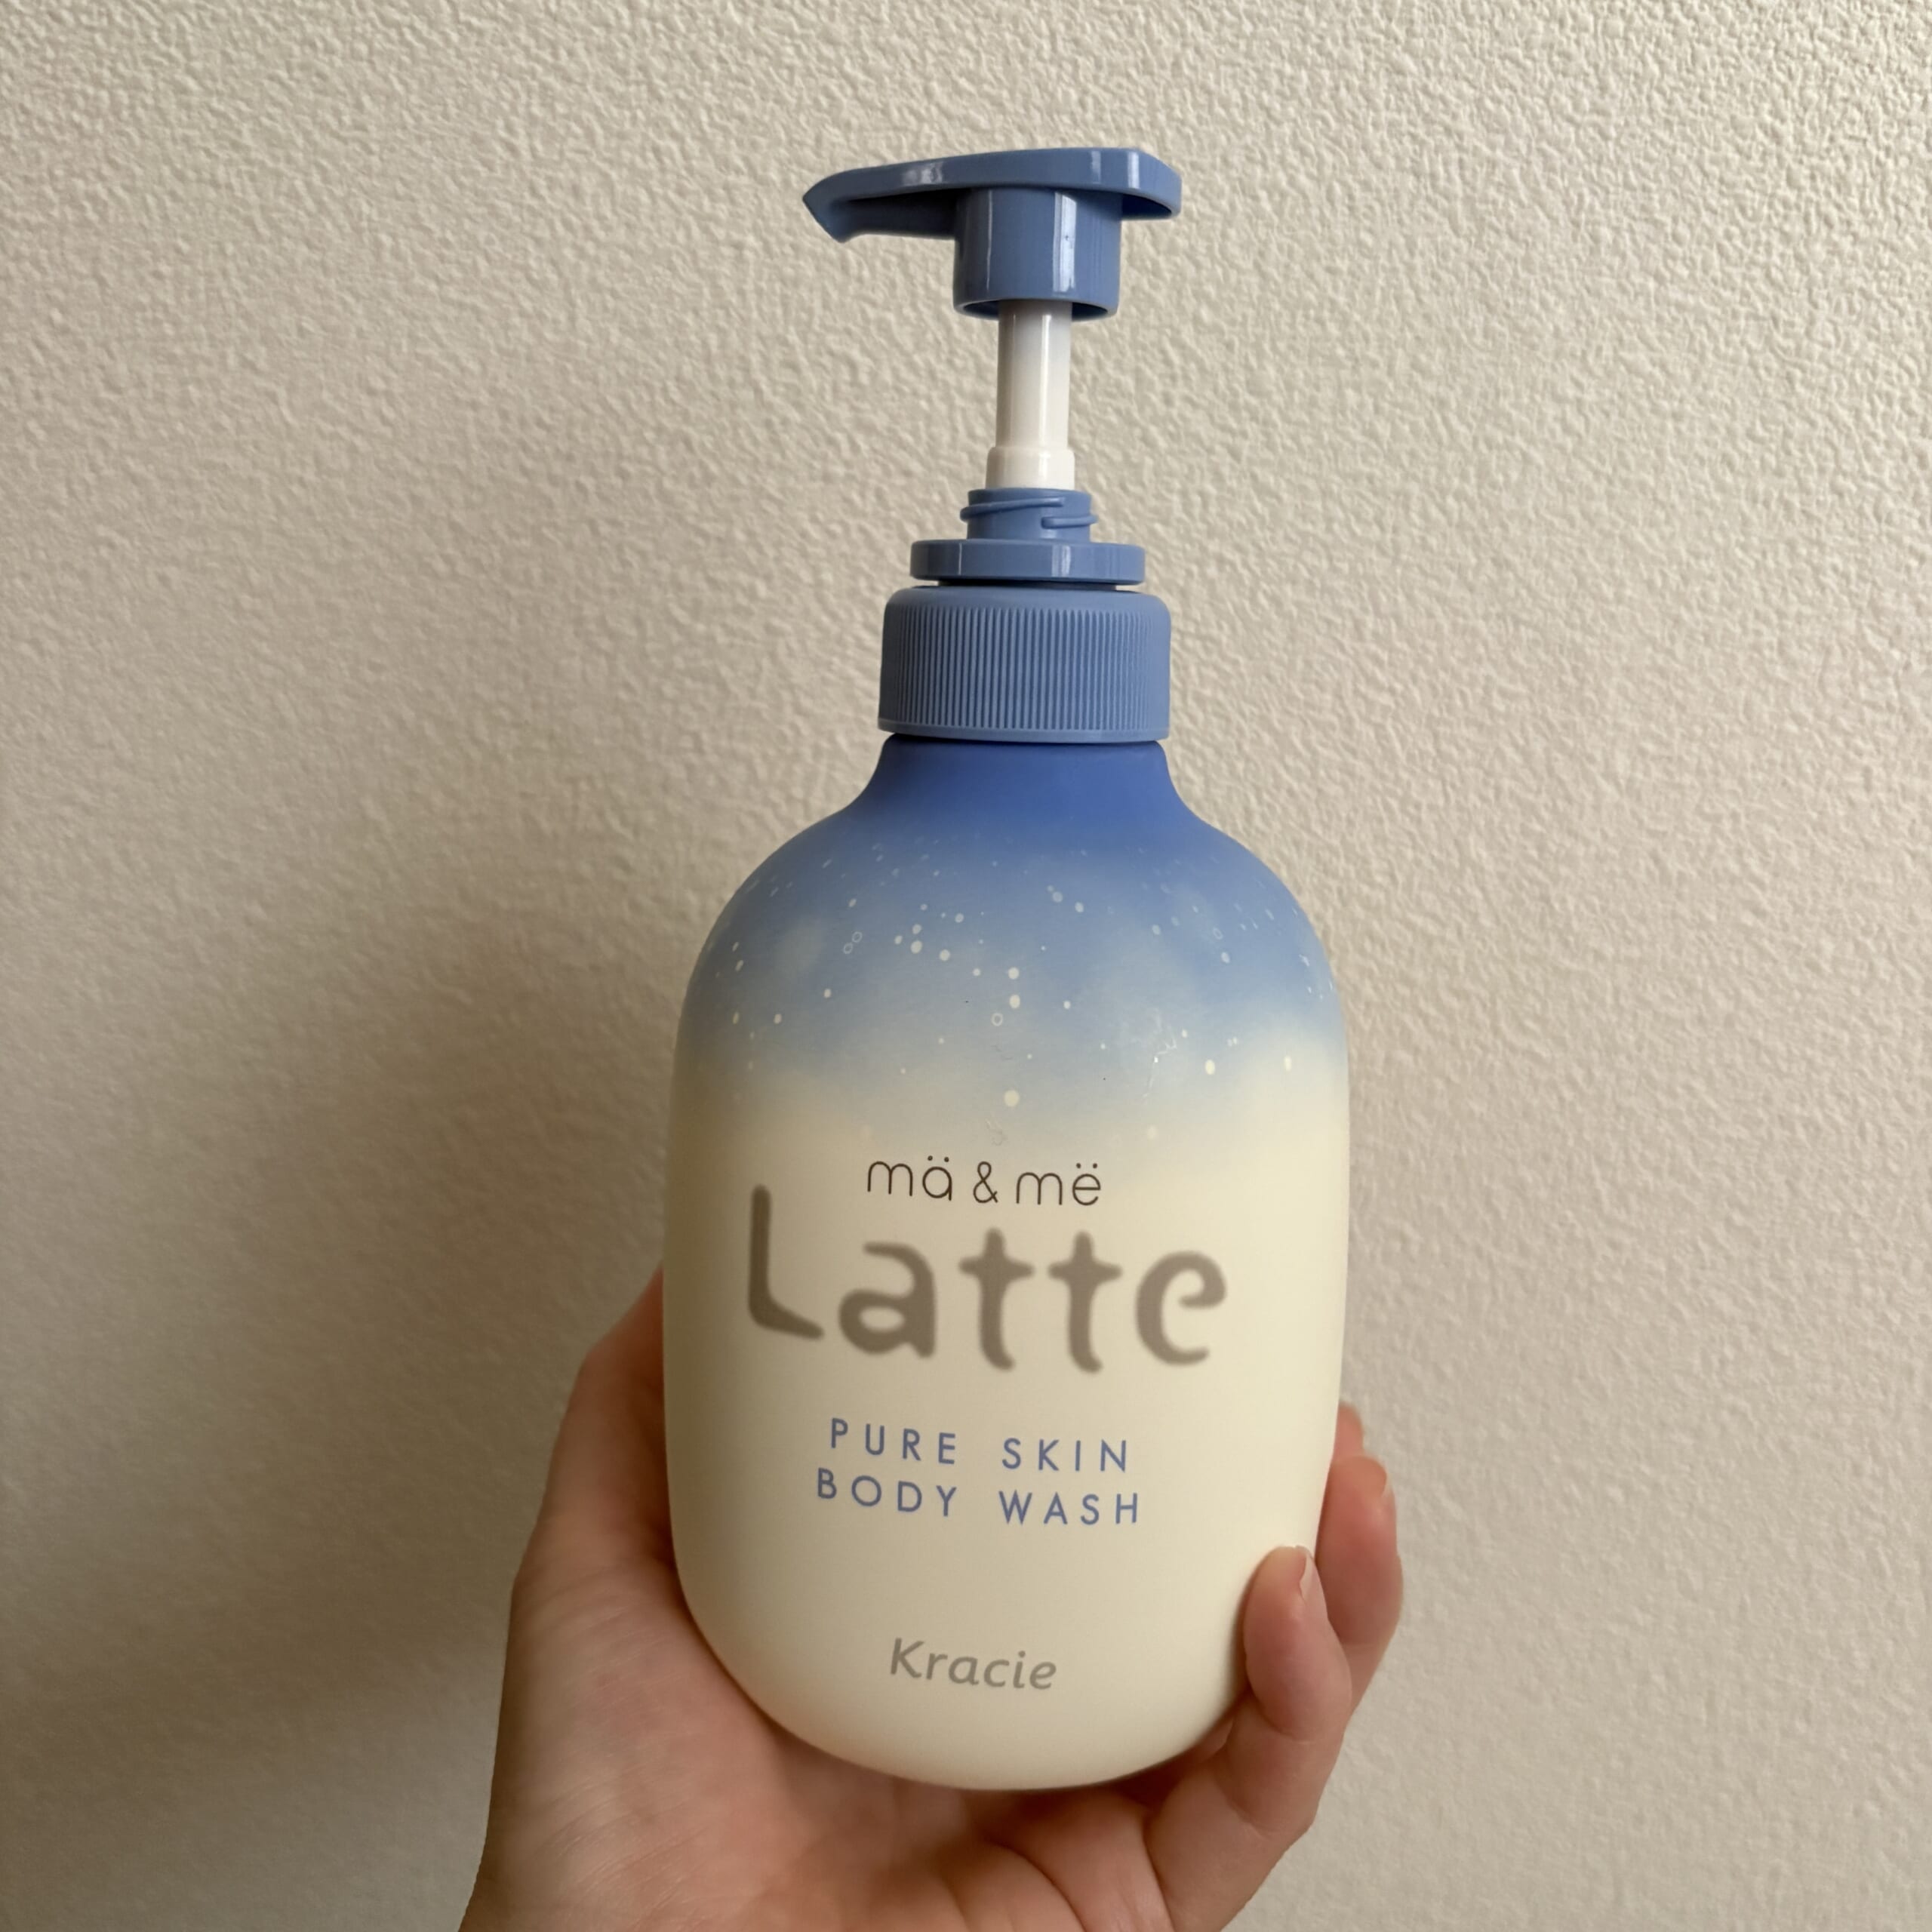 mä & më
Latte
PURE SKIN
BODY WASH
Kracie